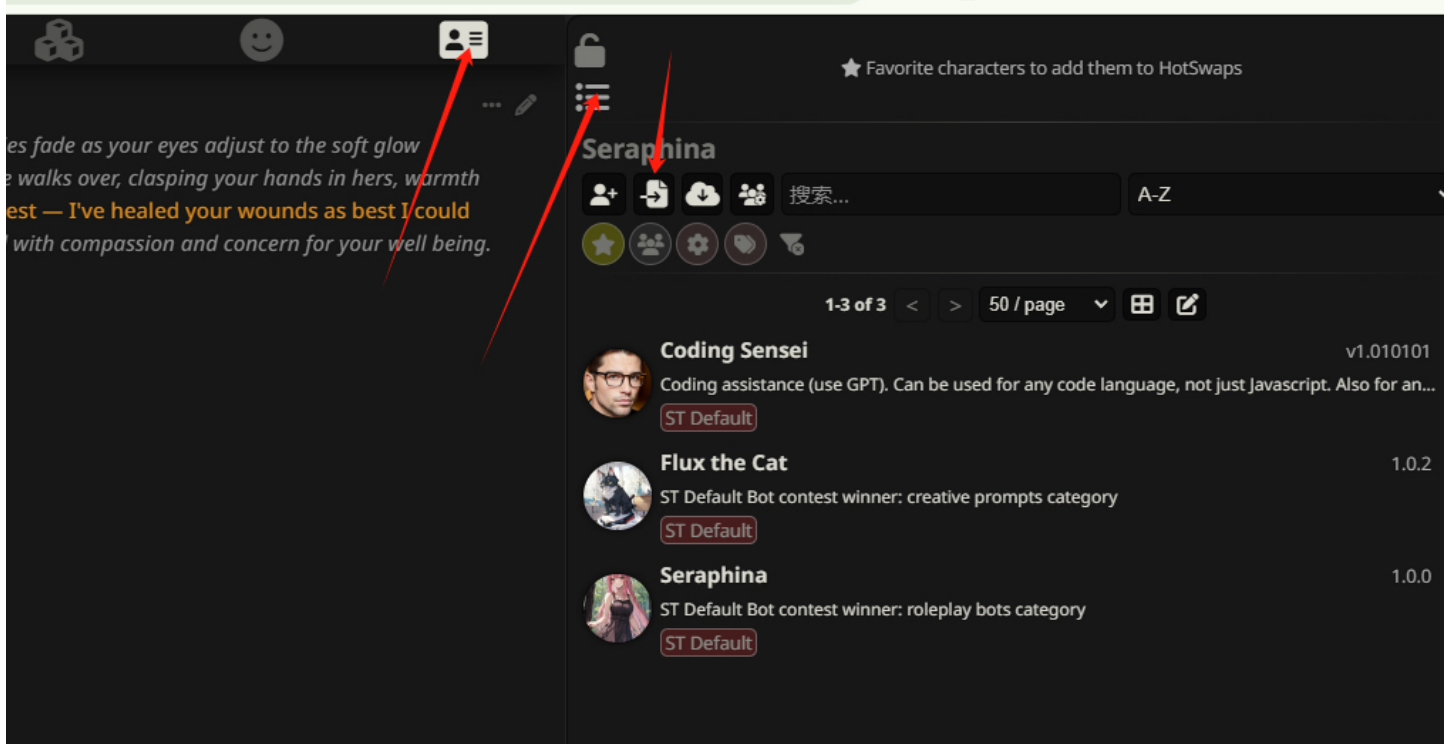 es fade as your eyes adjust to the soft glow
e walks over, clasping your hands in hers, warmth
est — I've healed your wounds as best I could
with compassion and concern for your well being.
Favorite characters to add them to HotSwaps
Seraphina
搜索...
A-Z
1-3 of 3 < > 50 / page
Coding Sensei v1.010101
Coding assistance (use GPT). Can be used for any code language, not just Javascript. Also for an...
ST Default
Flux the Cat 1.0.2
ST Default Bot contest winner: creative prompts category
ST Default
Seraphina 1.0.0
ST Default Bot contest winner: roleplay bots category
ST Default